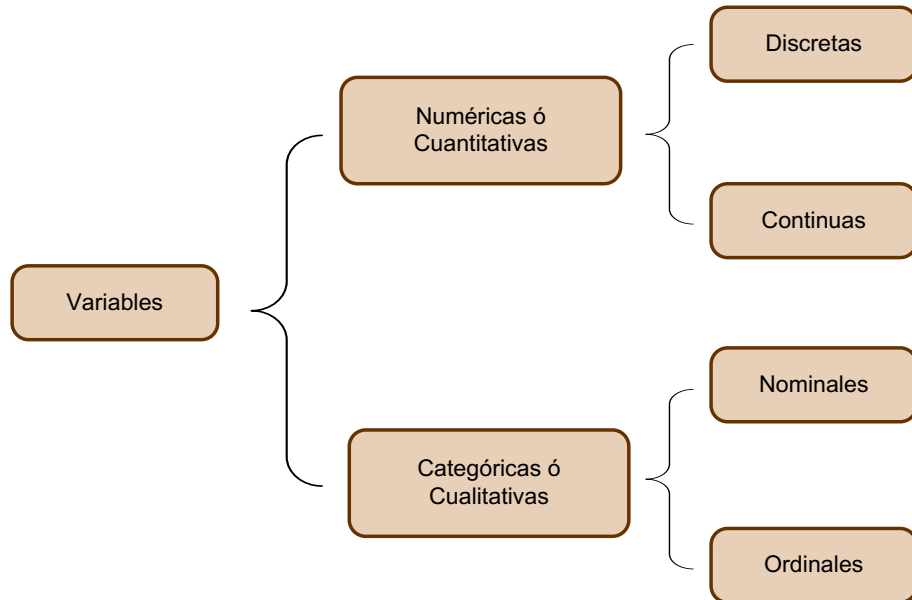 Variables
Numéricas ó
Cuantitativas
Discretas
Continuas
Categóricas ó
Cualitativas
Nominales
Ordinales